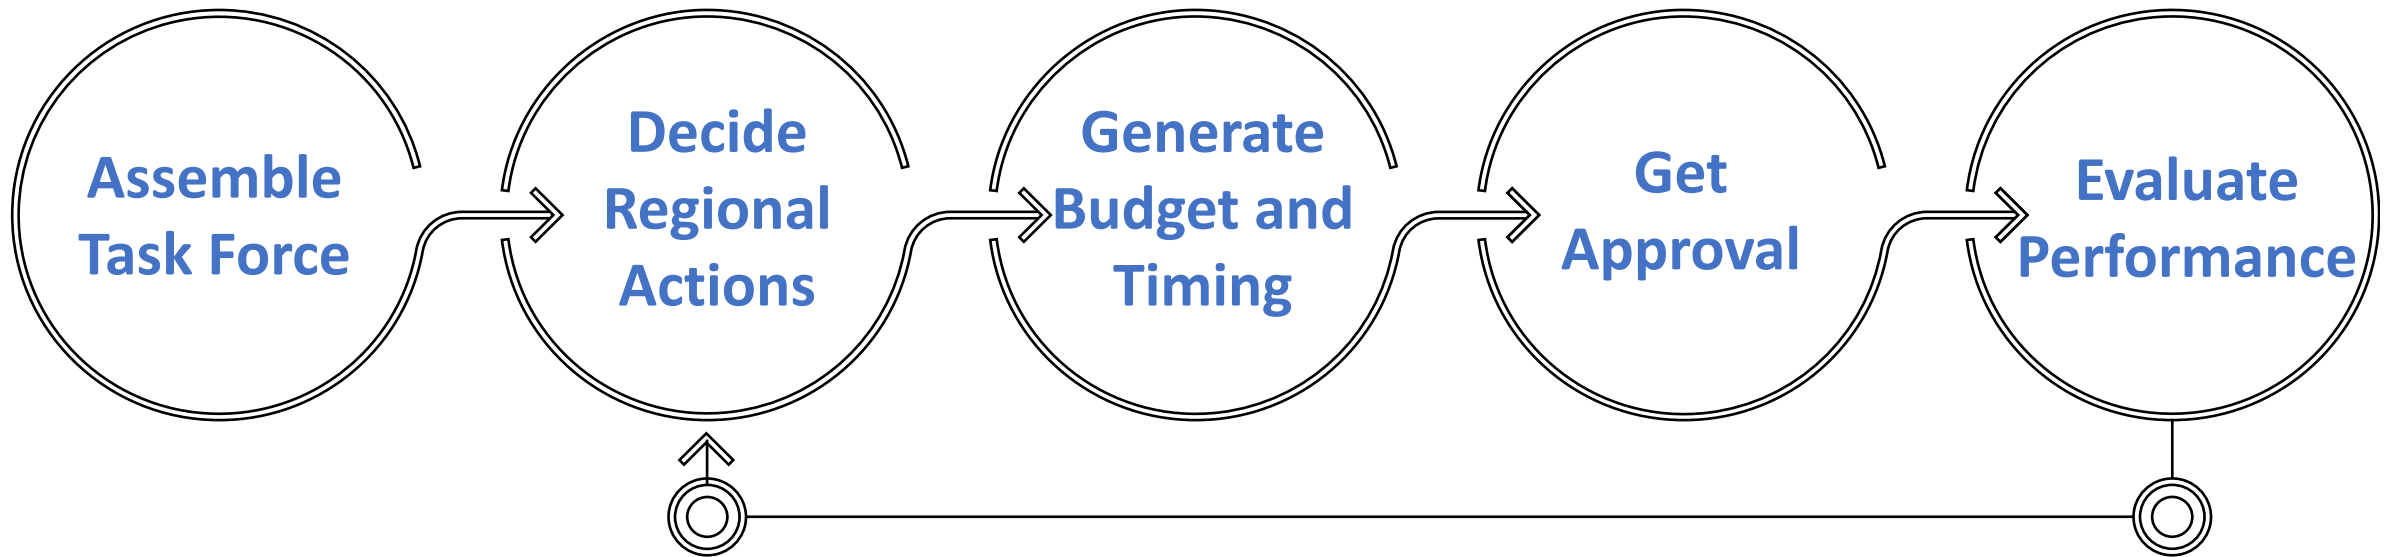 Assemble
Task Force
Decide
Regional
Actions
Generate
Budget and
Timing
Get
Approval
Evaluate
Performance